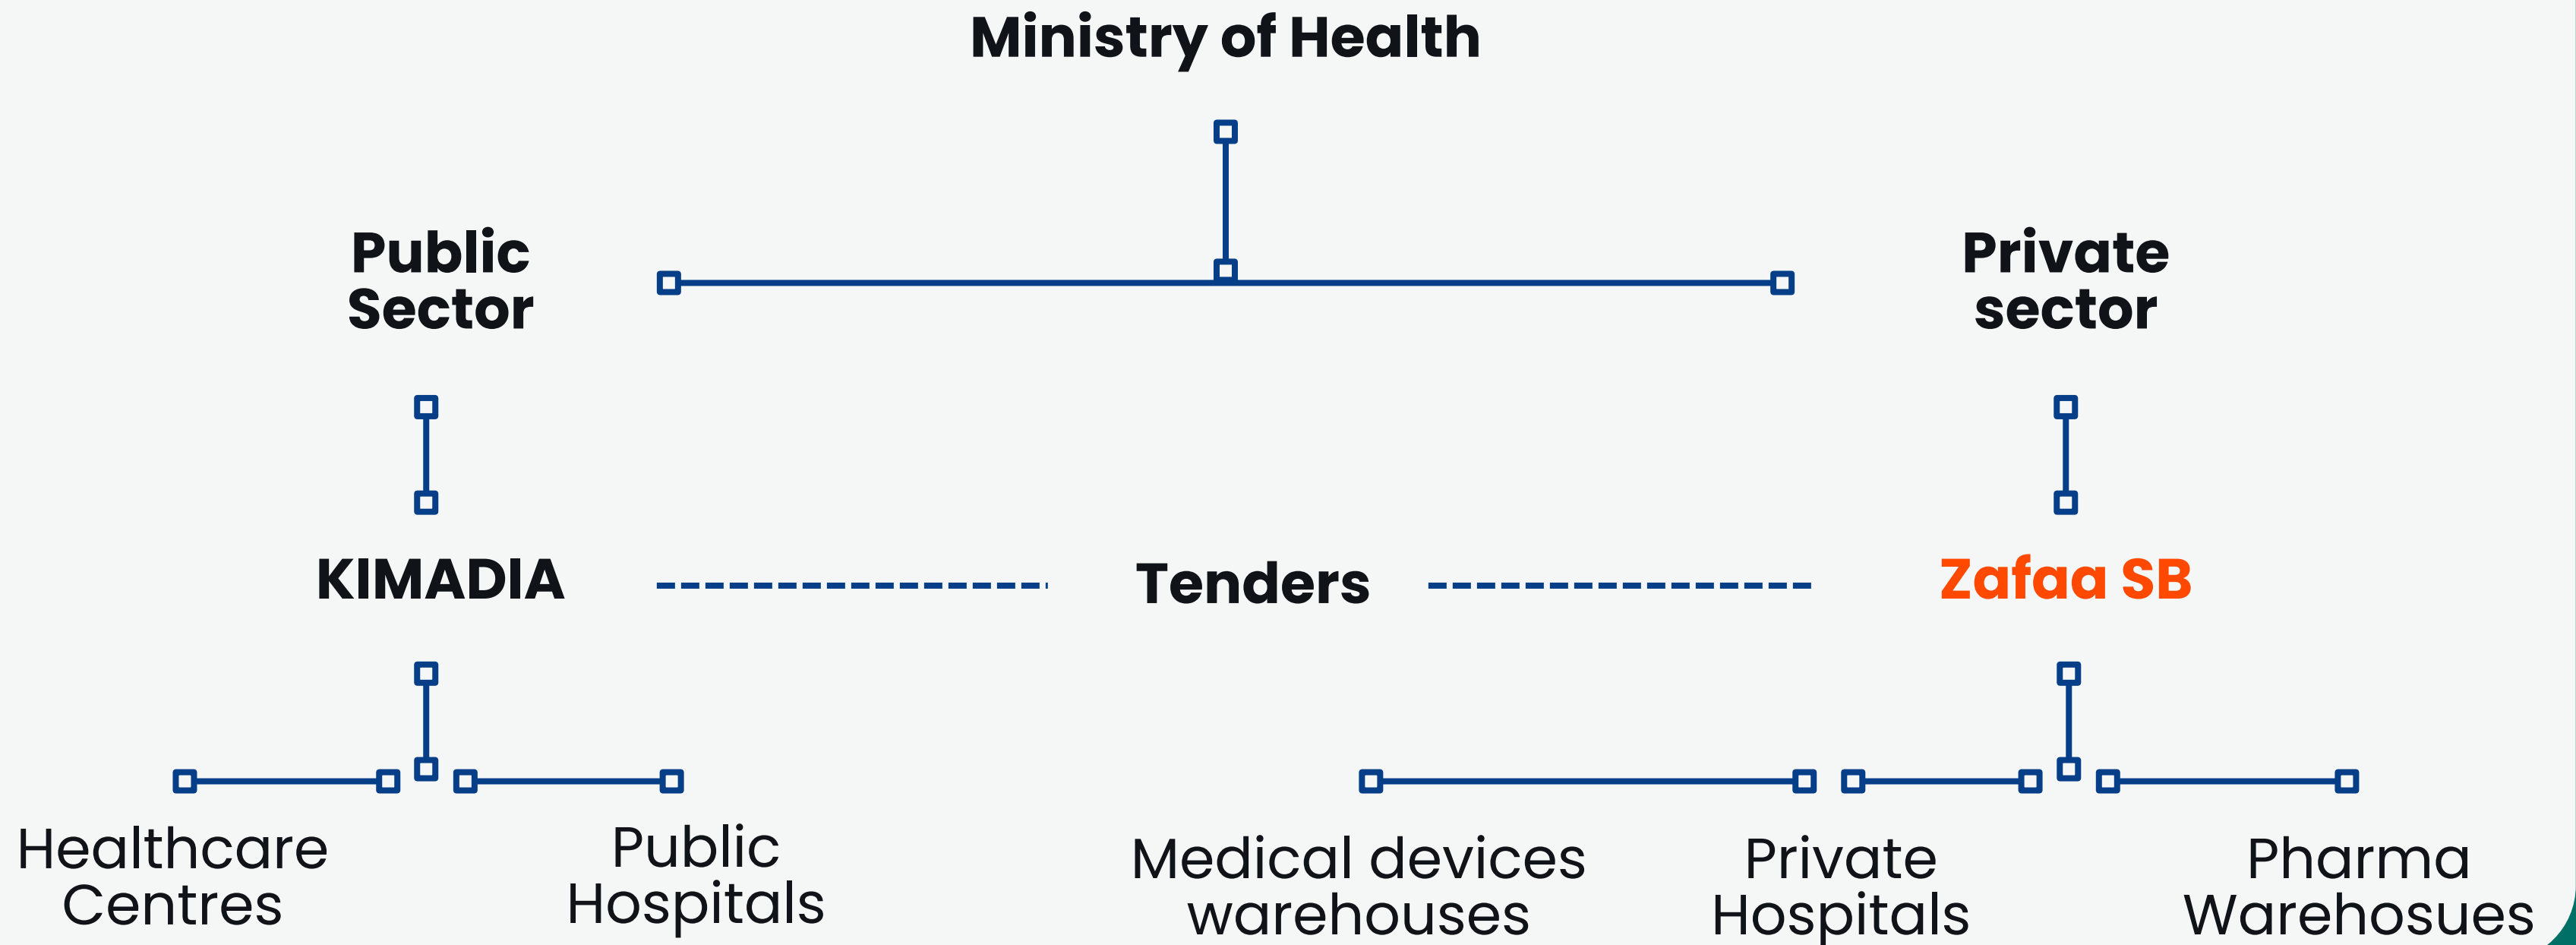 Ministry of Health
Public
Sector
Private
sector
KIMADIA
Tenders
Zafaa SB
Healthcare
Centres
Public
Hospitals
Medical devices
warehouses
Private
Hospitals
Pharma
Warehosues